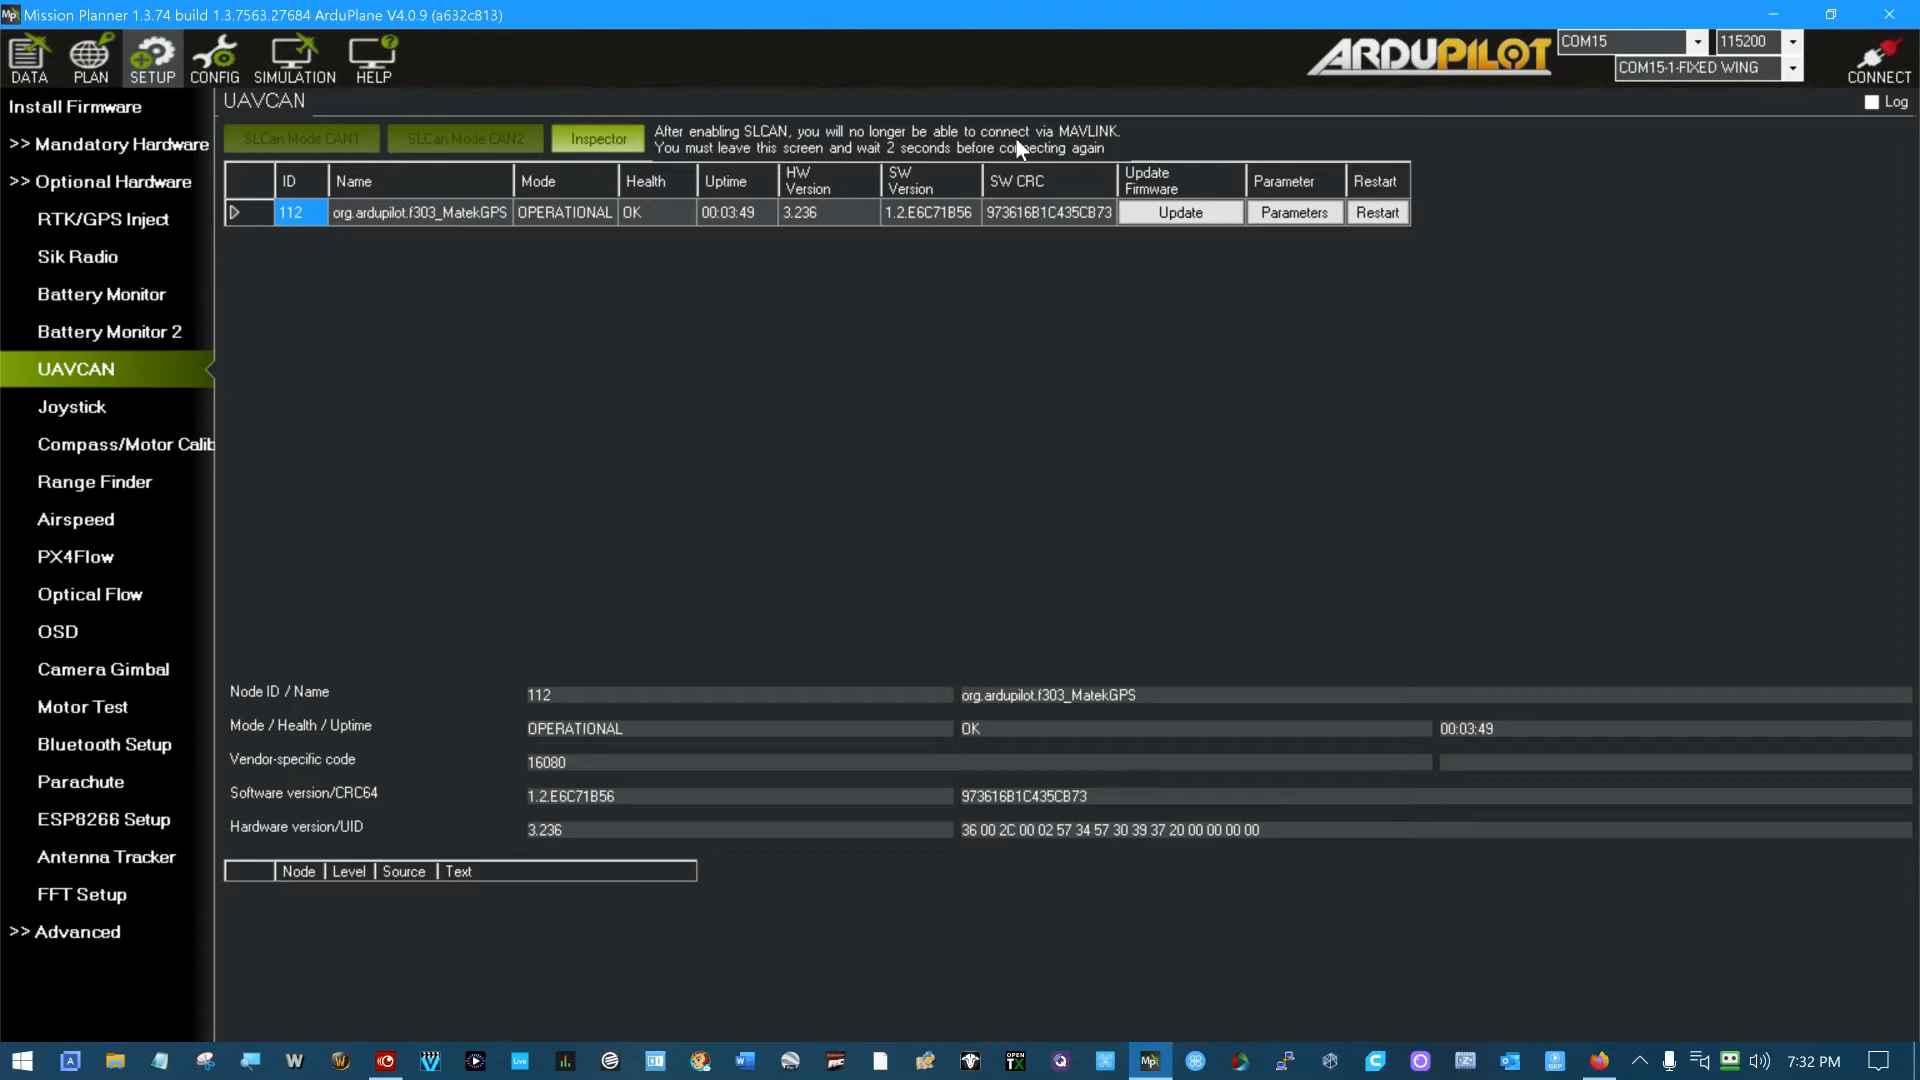 Mission Planner 1.3.74 build 1.3.7563.27684 ArduPlane V4.0.9 (a632c813)
DATA PLAN SETUP CONFIG SIMULATION HELP
ARDUPILOT
COM15 115200
COM15-1-FIXED WING
CONNECT
Install Firmware
>> Mandatory Hardware
>> Optional Hardware
RTK/GPS Inject
Sik Radio
Battery Monitor
Battery Monitor 2
UAVCAN
Joystick
Compass/Motor Calib
Range Finder
Airspeed
PX4Flow
Optical Flow
OSD
Camera Gimbal
Motor Test
Bluetooth Setup
Parachute
ESP8266 Setup
Antenna Tracker
FFT Setup
>> Advanced
UAVCAN
Log
SLCan Mode CAN1 SLCan Mode CAN2 Inspector
After enabling SLCAN, you will no longer be able to connect via MAVLINK.
You must leave this screen and wait 2 seconds before connecting again
ID Name Mode Health Uptime HW Version SW Version SW CRC Update Firmware Parameter Restart
112 org.ardupilot.f303_MatekGPS OPERATIONAL OK 00:03:49 3.236 1.2.E6C71B56 973616B1C435CB73 Update Parameters Restart
Node ID / Name 112 org.ardupilot.f303_MatekGPS
Mode / Health / Uptime OPERATIONAL OK 00:03:49
Vendor-specific code 16080
Software version/CRC64 1.2.E6C71B56 973616B1C435CB73
Hardware version/UID 3.236 36 00 2C 00 02 57 34 57 30 39 37 20 00 00 00 00
Node Level Source Text
7:32 PM